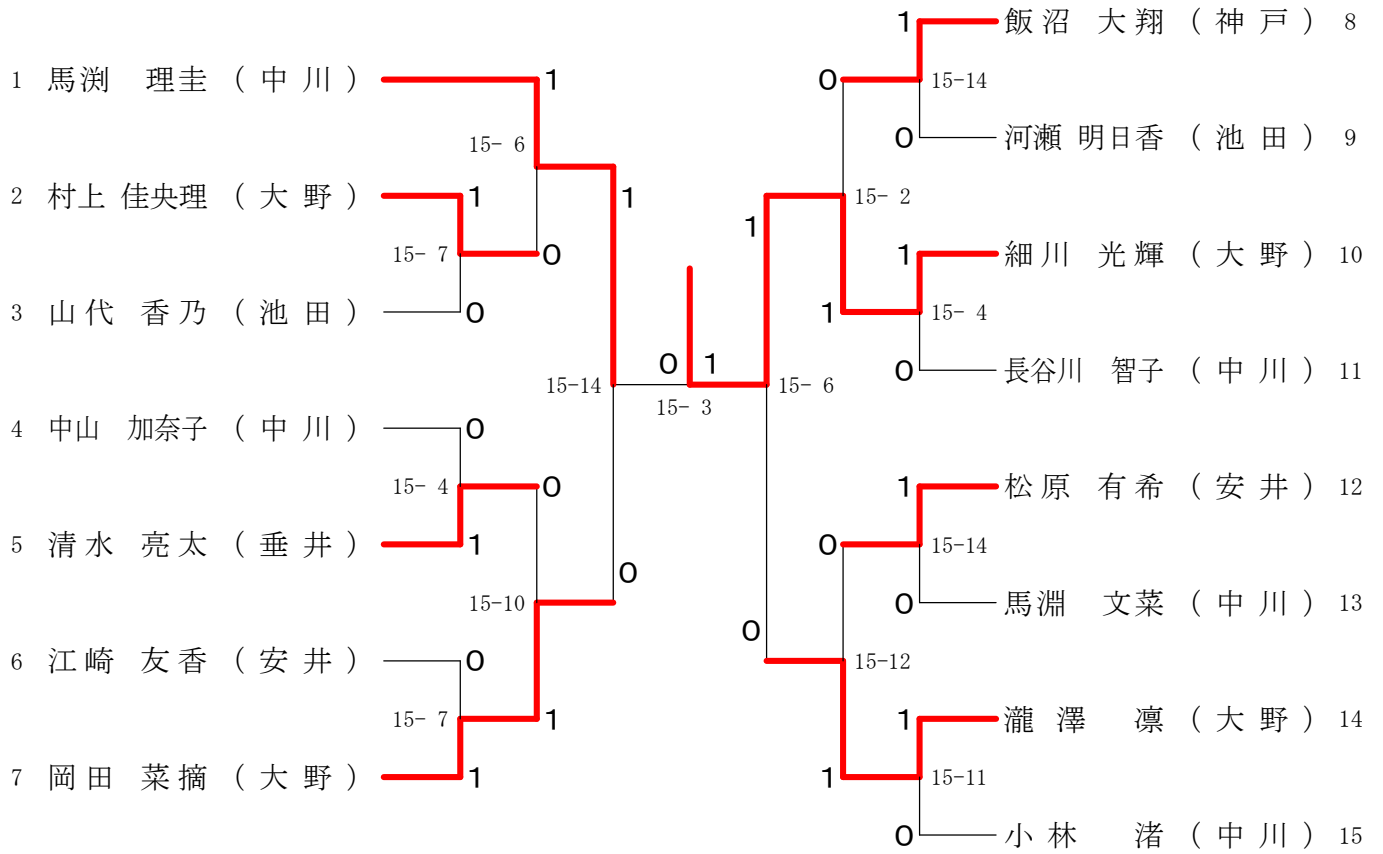 1 馬渕 理圭 ( 中 川 )
1
15- 6
2 村上 佳央理 ( 大 野 )
1
15- 7
0
3 山代 香乃 ( 池 田 )
0
1
15-14
4 中山 加奈子 ( 中 川 )
0
15- 4
0
5 清水 亮太 ( 垂 井 )
1
15-10
0
6 江崎 友香 ( 安 井 )
0
15- 7
1
7 岡田 菜摘 ( 大 野 )
1
0 1
15- 3
1 飯沼 大翔 ( 神 戸 ) 8
0
15-14
0 河瀬 明日香 ( 池 田 ) 9
15- 2
1
1 細川 光輝 ( 大 野 ) 10
1
15- 4
0 長谷川 智子 ( 中 川 ) 11
15- 6
1 松原 有希 ( 安 井 ) 12
0
15-14
0 馬淵 文菜 ( 中 川 ) 13
0
15-12
1 瀧澤 凛 ( 大 野 ) 14
1
15-11
0 小林 渚 ( 中 川 ) 15